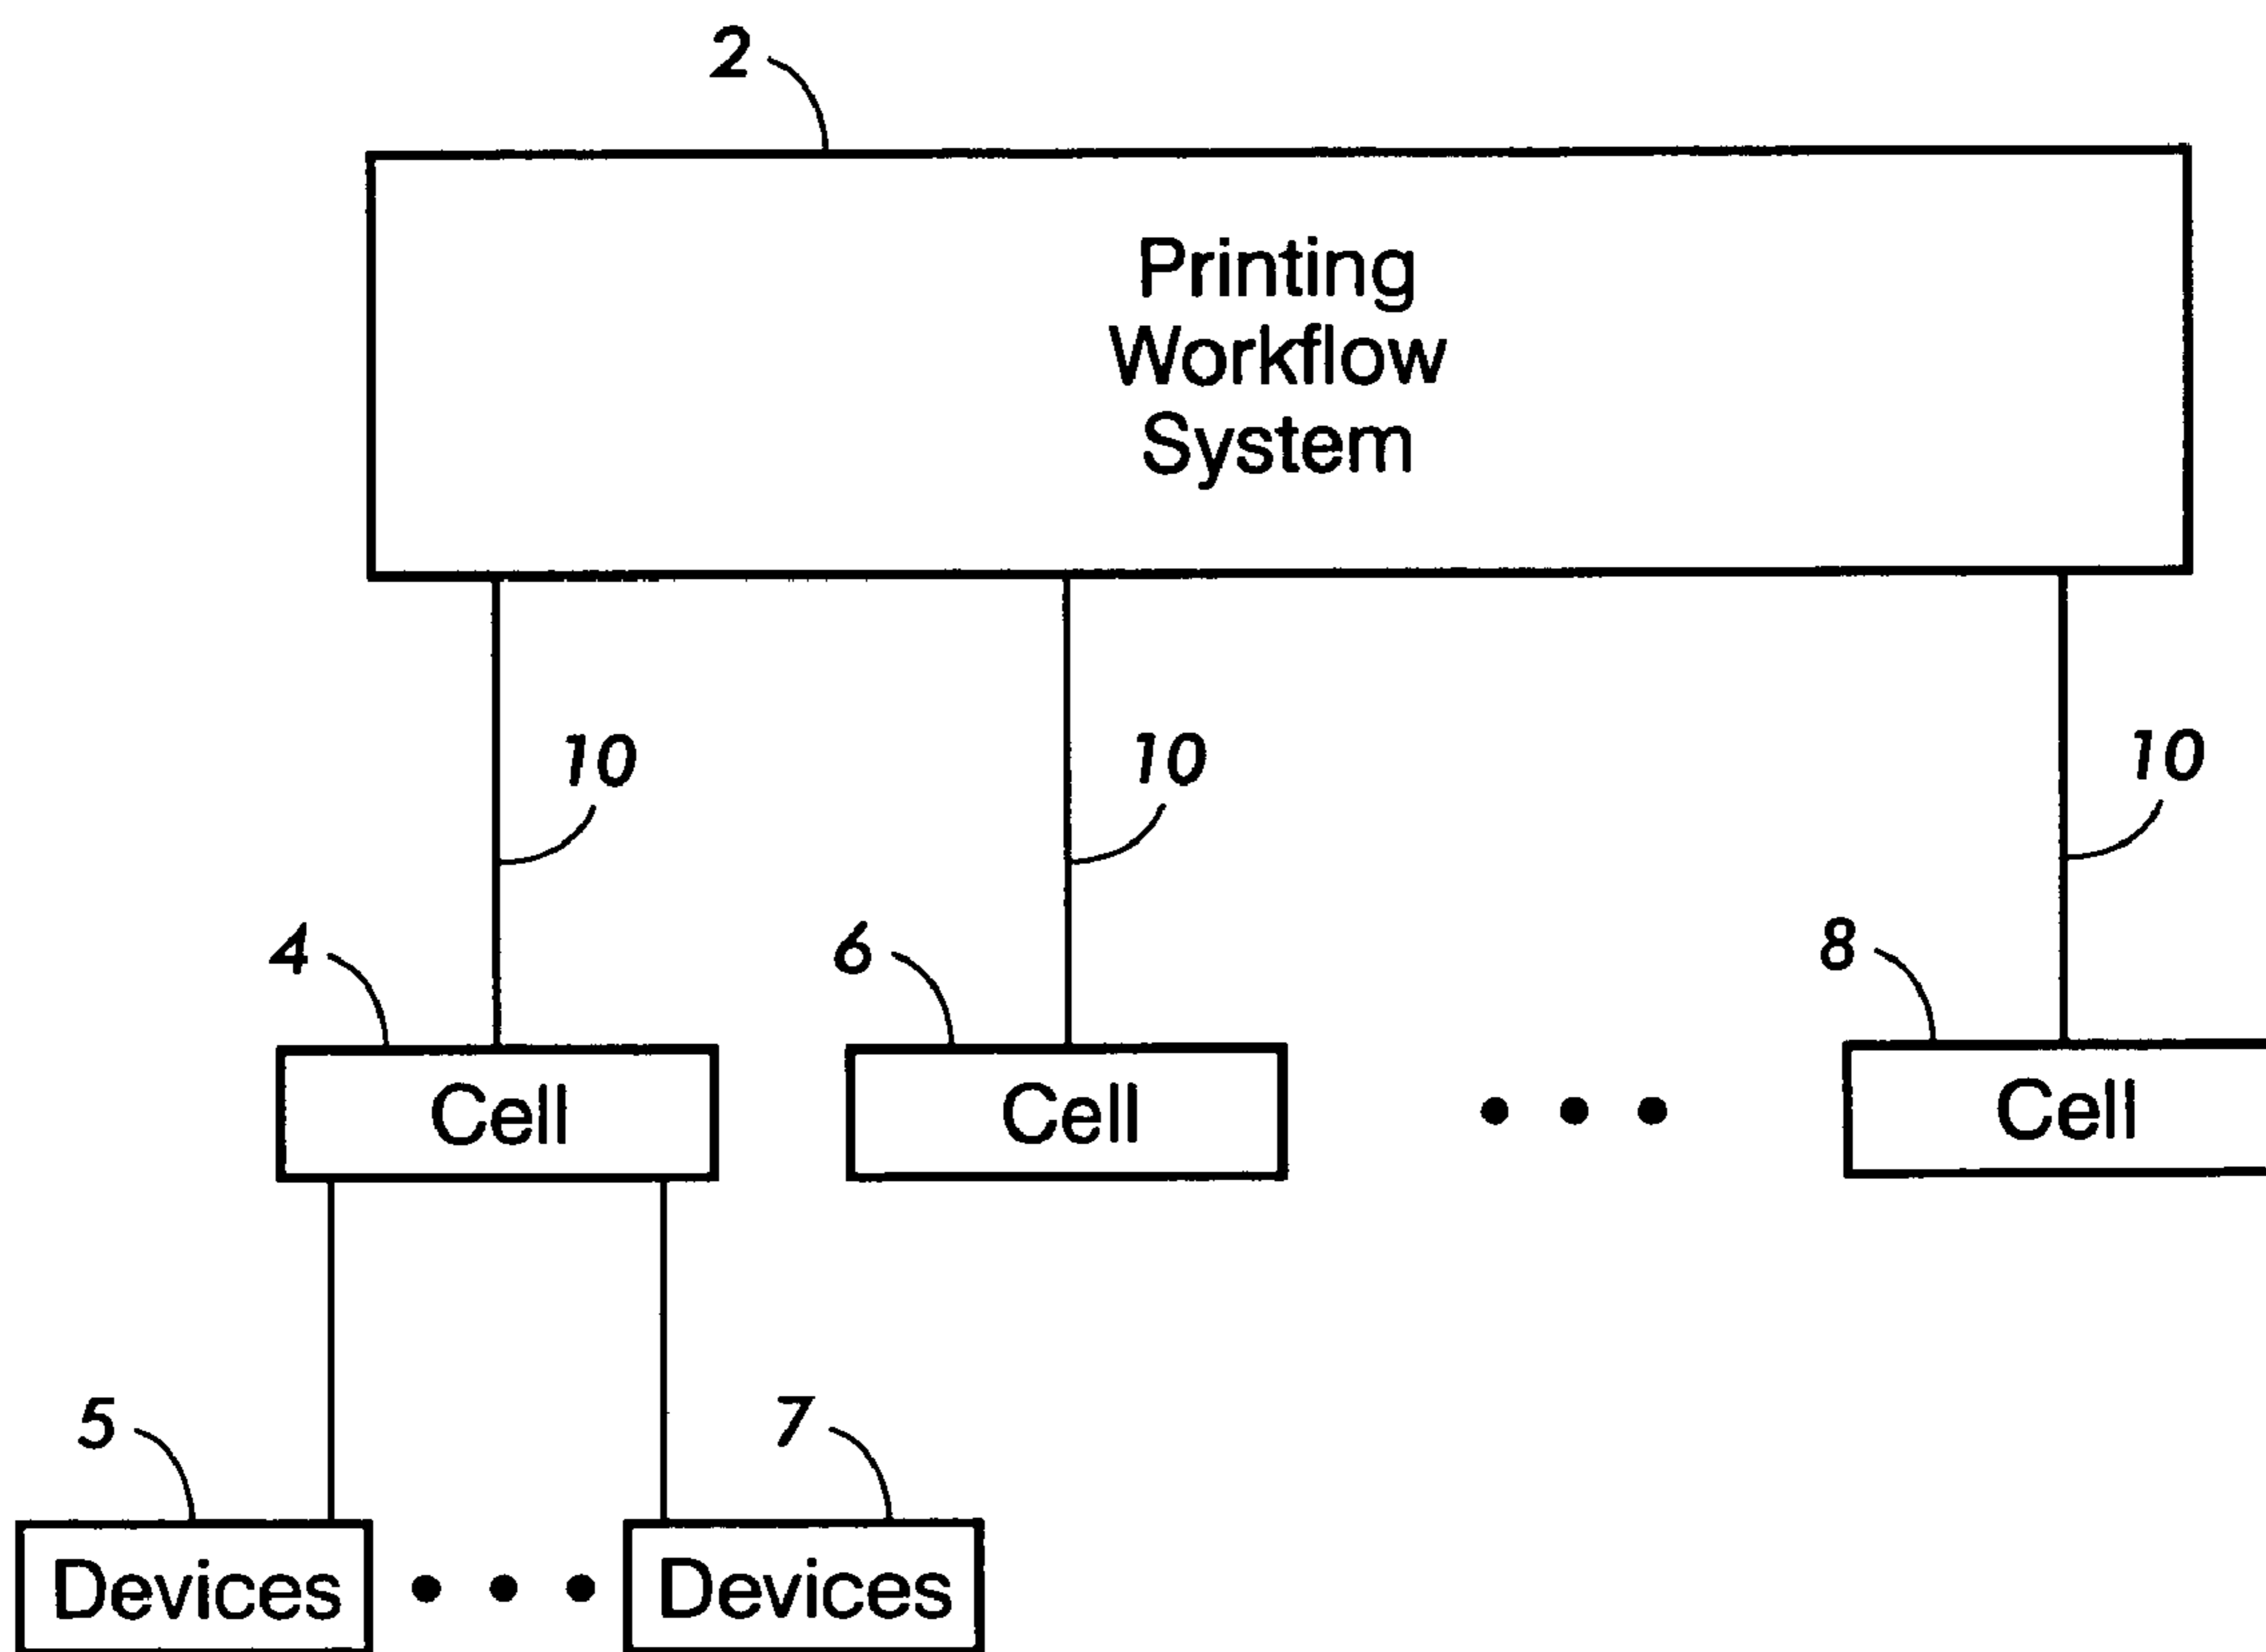 2
Printing
Workflow
System
10 10 10
4 6 8
Cell Cell Cell
5 7
Devices Devices